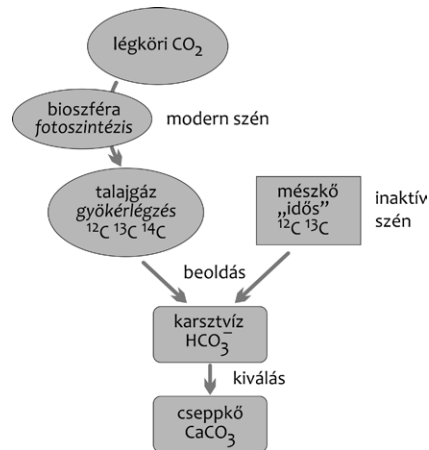 légköri CO₂
bioszféra
fotoszintézis
modern szén
talajgáz
gyökérlégzés
¹²C ¹³C ¹⁴C
mészkő
„idős”
¹²C ¹³C
inaktív
szén
beoldás
karsztvíz
HCO₃⁻
kiválás
cseppkő
CaCO₃